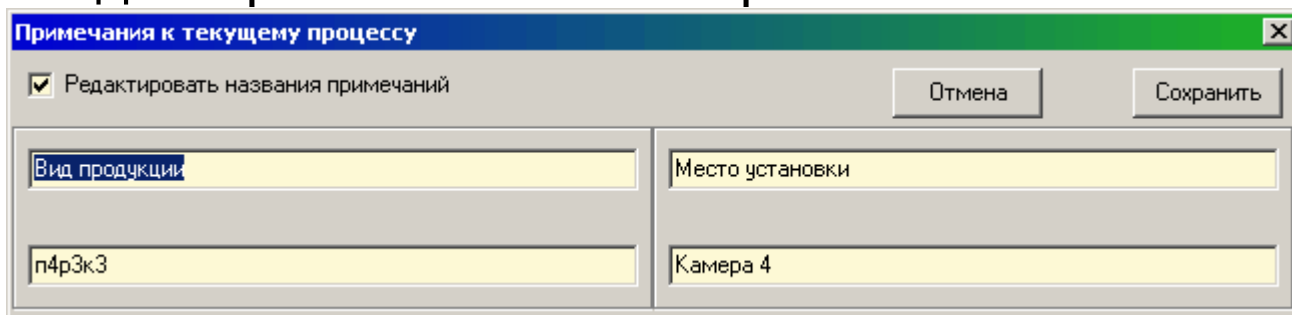 Примечания к текущему процессу
Редактировать названия примечаний
Отмена
Сохранить
Вид продукции
Место установки
п4р3к3
Камера 4